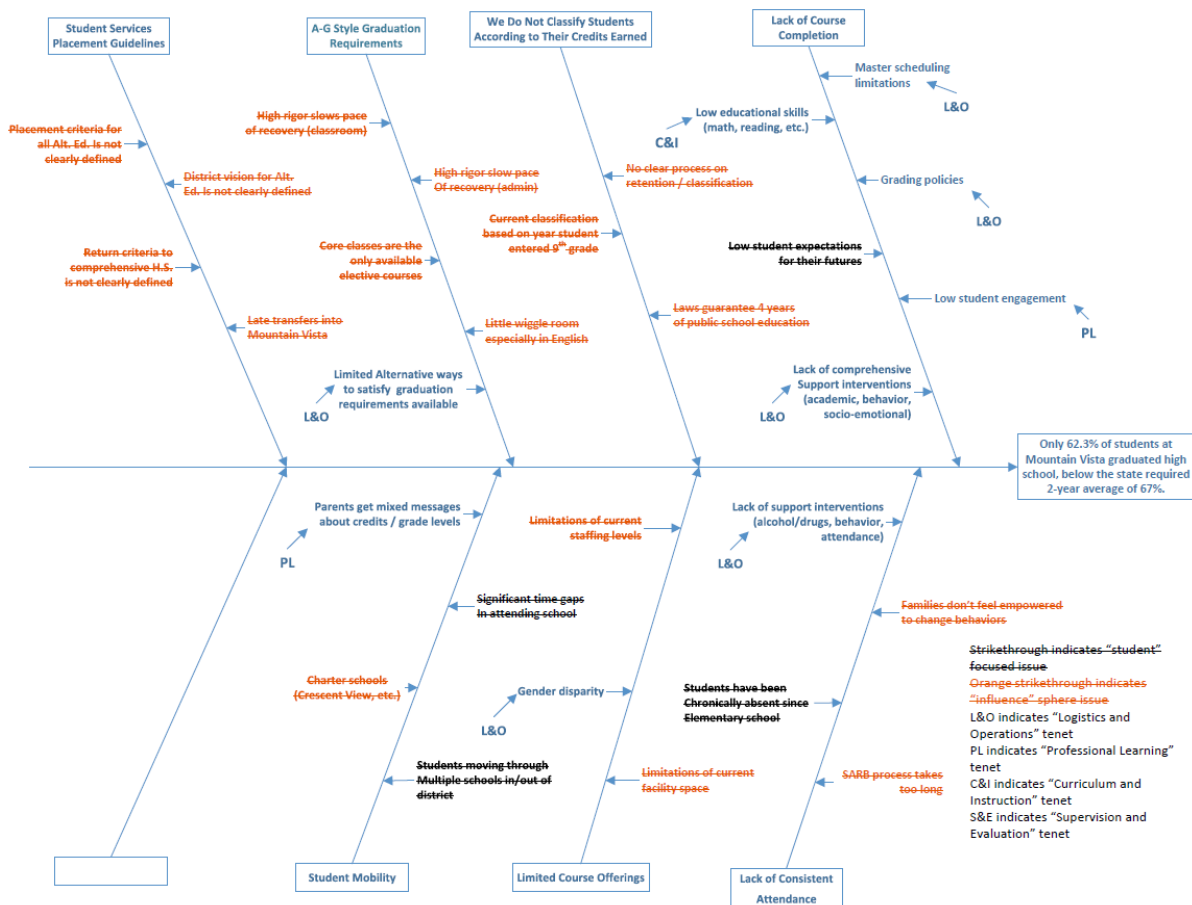 Student Services
Placement Guidelines
A-G Style Graduation
Requirements
We Do Not Classify Students
According to Their Credits Earned
Lack of Course
Completion
Placement criteria for
all Alt. Ed. Is not
clearly defined
District vision for Alt.
Ed. Is not clearly defined
Return criteria to
comprehensive H.S.
is not clearly defined
Late transfers into
Mountain Vista
High rigor slows pace
of recovery (classroom)
High rigor slow pace
Of recovery (admin)
Core classes are the
only available
elective courses
Little wiggle room
especially in English
Limited Alternative ways
to satisfy graduation
requirements available
L&O
No clear process on
retention / classification
Current classification
based on year student
entered 9th grade
Laws guarantee 4 years
of public school education
Master scheduling
limitations
L&O
Low educational skills
(math, reading, etc.)
C&I
Grading policies
L&O
Low student expectations
for their futures
Low student engagement
PL
Lack of comprehensive
Support interventions
(academic, behavior,
socio-emotional)
L&O
Only 62.3% of students at
Mountain Vista graduated high
school, below the state required
2-year average of 67%.
Parents get mixed messages
about credits / grade levels
PL
Significant time gaps
In attending school
Charter schools
(Crescent View, etc.)
Students moving through
Multiple schools in/out of
district
Limitations of current
staffing levels
Gender disparity
L&O
Limitations of current
facility space
Lack of support interventions
(alcohol/drugs, behavior,
attendance)
L&O
Families don't feel empowered
to change behaviors
Students have been
Chronically absent since
Elementary school
SARB process takes
too long
Strikethrough indicates "student"
focused issue
Orange strikethrough indicates
"influence" sphere issue
L&O indicates "Logistics and
Operations" tenet
PL indicates "Professional Learning"
tenet
C&I indicates "Curriculum and
Instruction" tenet
S&E indicates "Supervision and
Evaluation" tenet
Student Mobility
Limited Course Offerings
Lack of Consistent
Attendance